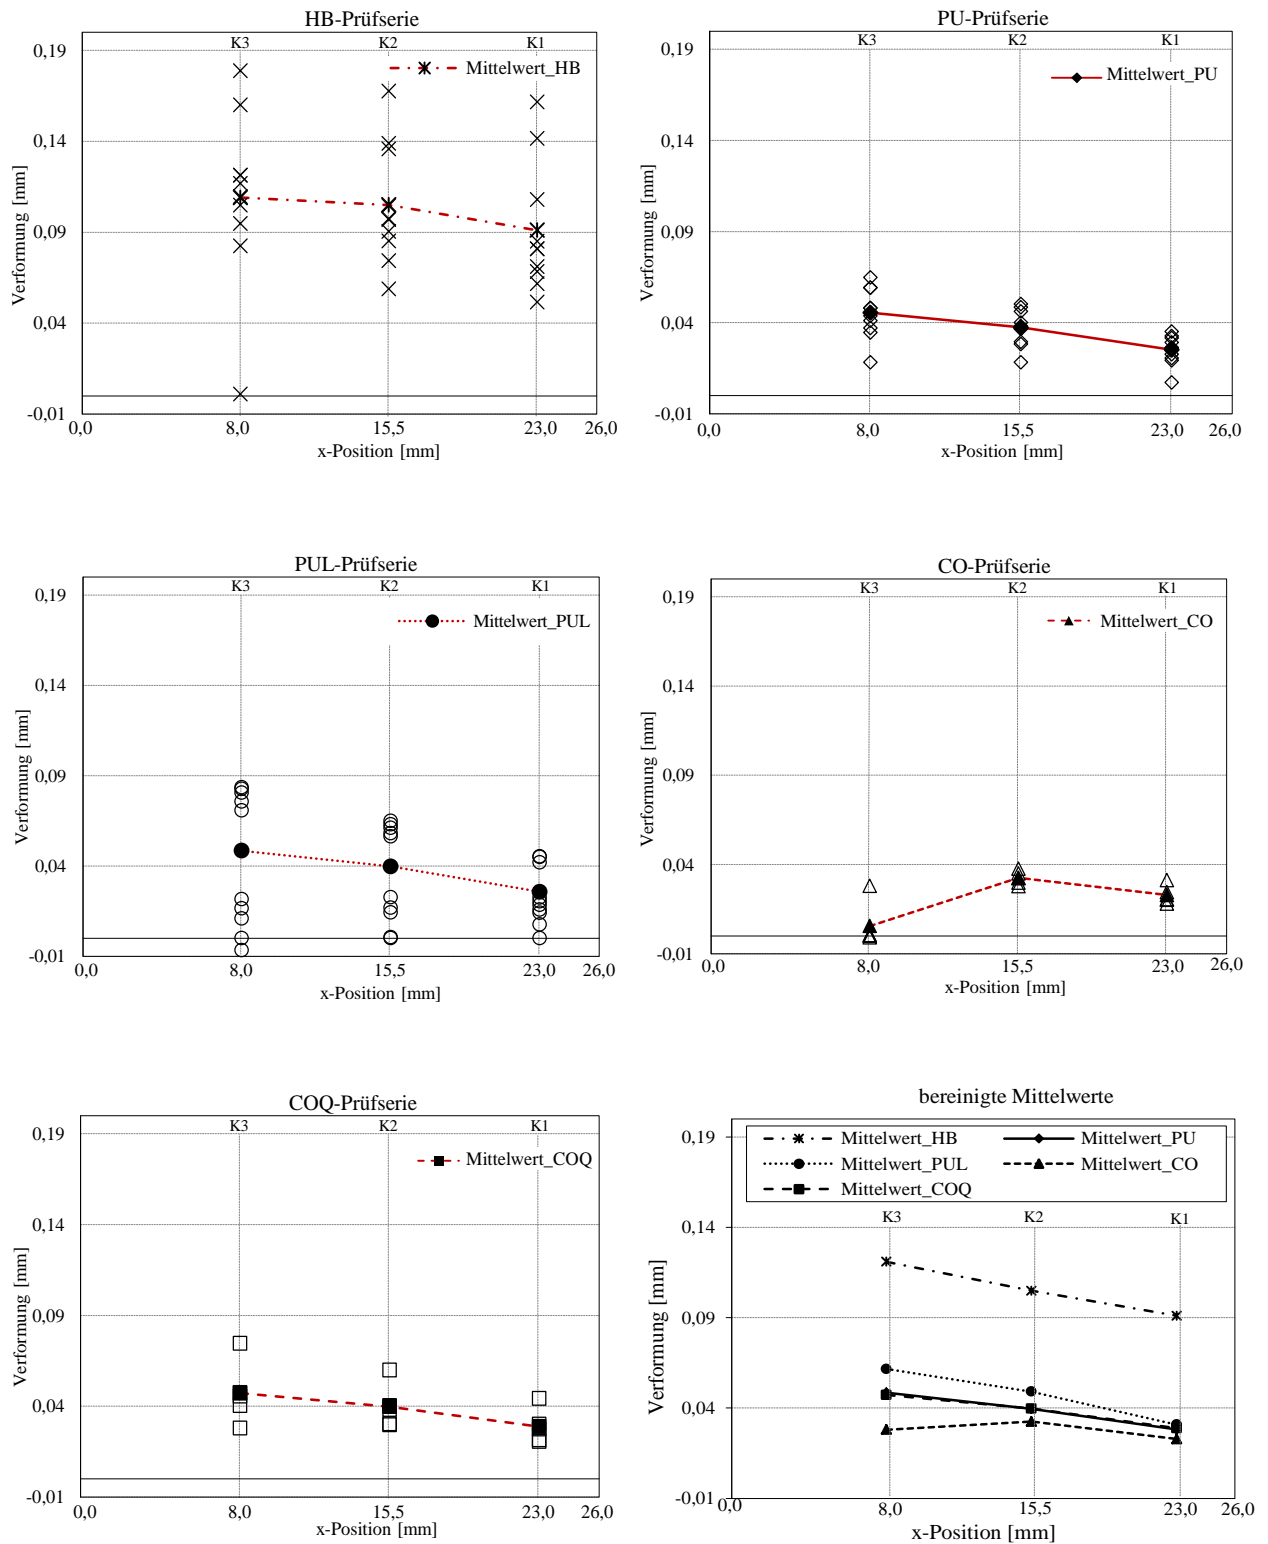 HB-Prüfserie
K3 K2 K1
0,19
Mittelwert_HB
0,14
0,09
0,04
-0,01
0,0 8,0 15,5 23,0 26,0
x-Position [mm]
Verformung [mm]
PU-Prüfserie
K3 K2 K1
0,19
Mittelwert_PU
0,14
0,09
0,04
-0,01
0,0 8,0 15,5 23,0 26,0
x-Position [mm]
Verformung [mm]
PUL-Prüfserie
K3 K2 K1
0,19
Mittelwert_PUL
0,14
0,09
0,04
-0,01
0,0 8,0 15,5 23,0 26,0
x-Position [mm]
Verformung [mm]
CO-Prüfserie
K3 K2 K1
0,19
Mittelwert_CO
0,14
0,09
0,04
-0,01
0,0 8,0 15,5 23,0 26,0
x-Position [mm]
Verformung [mm]
COQ-Prüfserie
K3 K2 K1
0,19
Mittelwert_COQ
0,14
0,09
0,04
-0,01
0,0 8,0 15,5 23,0 26,0
x-Position [mm]
Verformung [mm]
bereinigte Mittelwerte
0,19
Mittelwert_HB Mittelwert_PU
Mittelwert_PUL Mittelwert_CO
Mittelwert_COQ
K3 K2 K1
0,14
0,09
0,04
-0,01
0,0 8,0 15,5 23,0 26,0
x-Position [mm]
Verformung [mm]